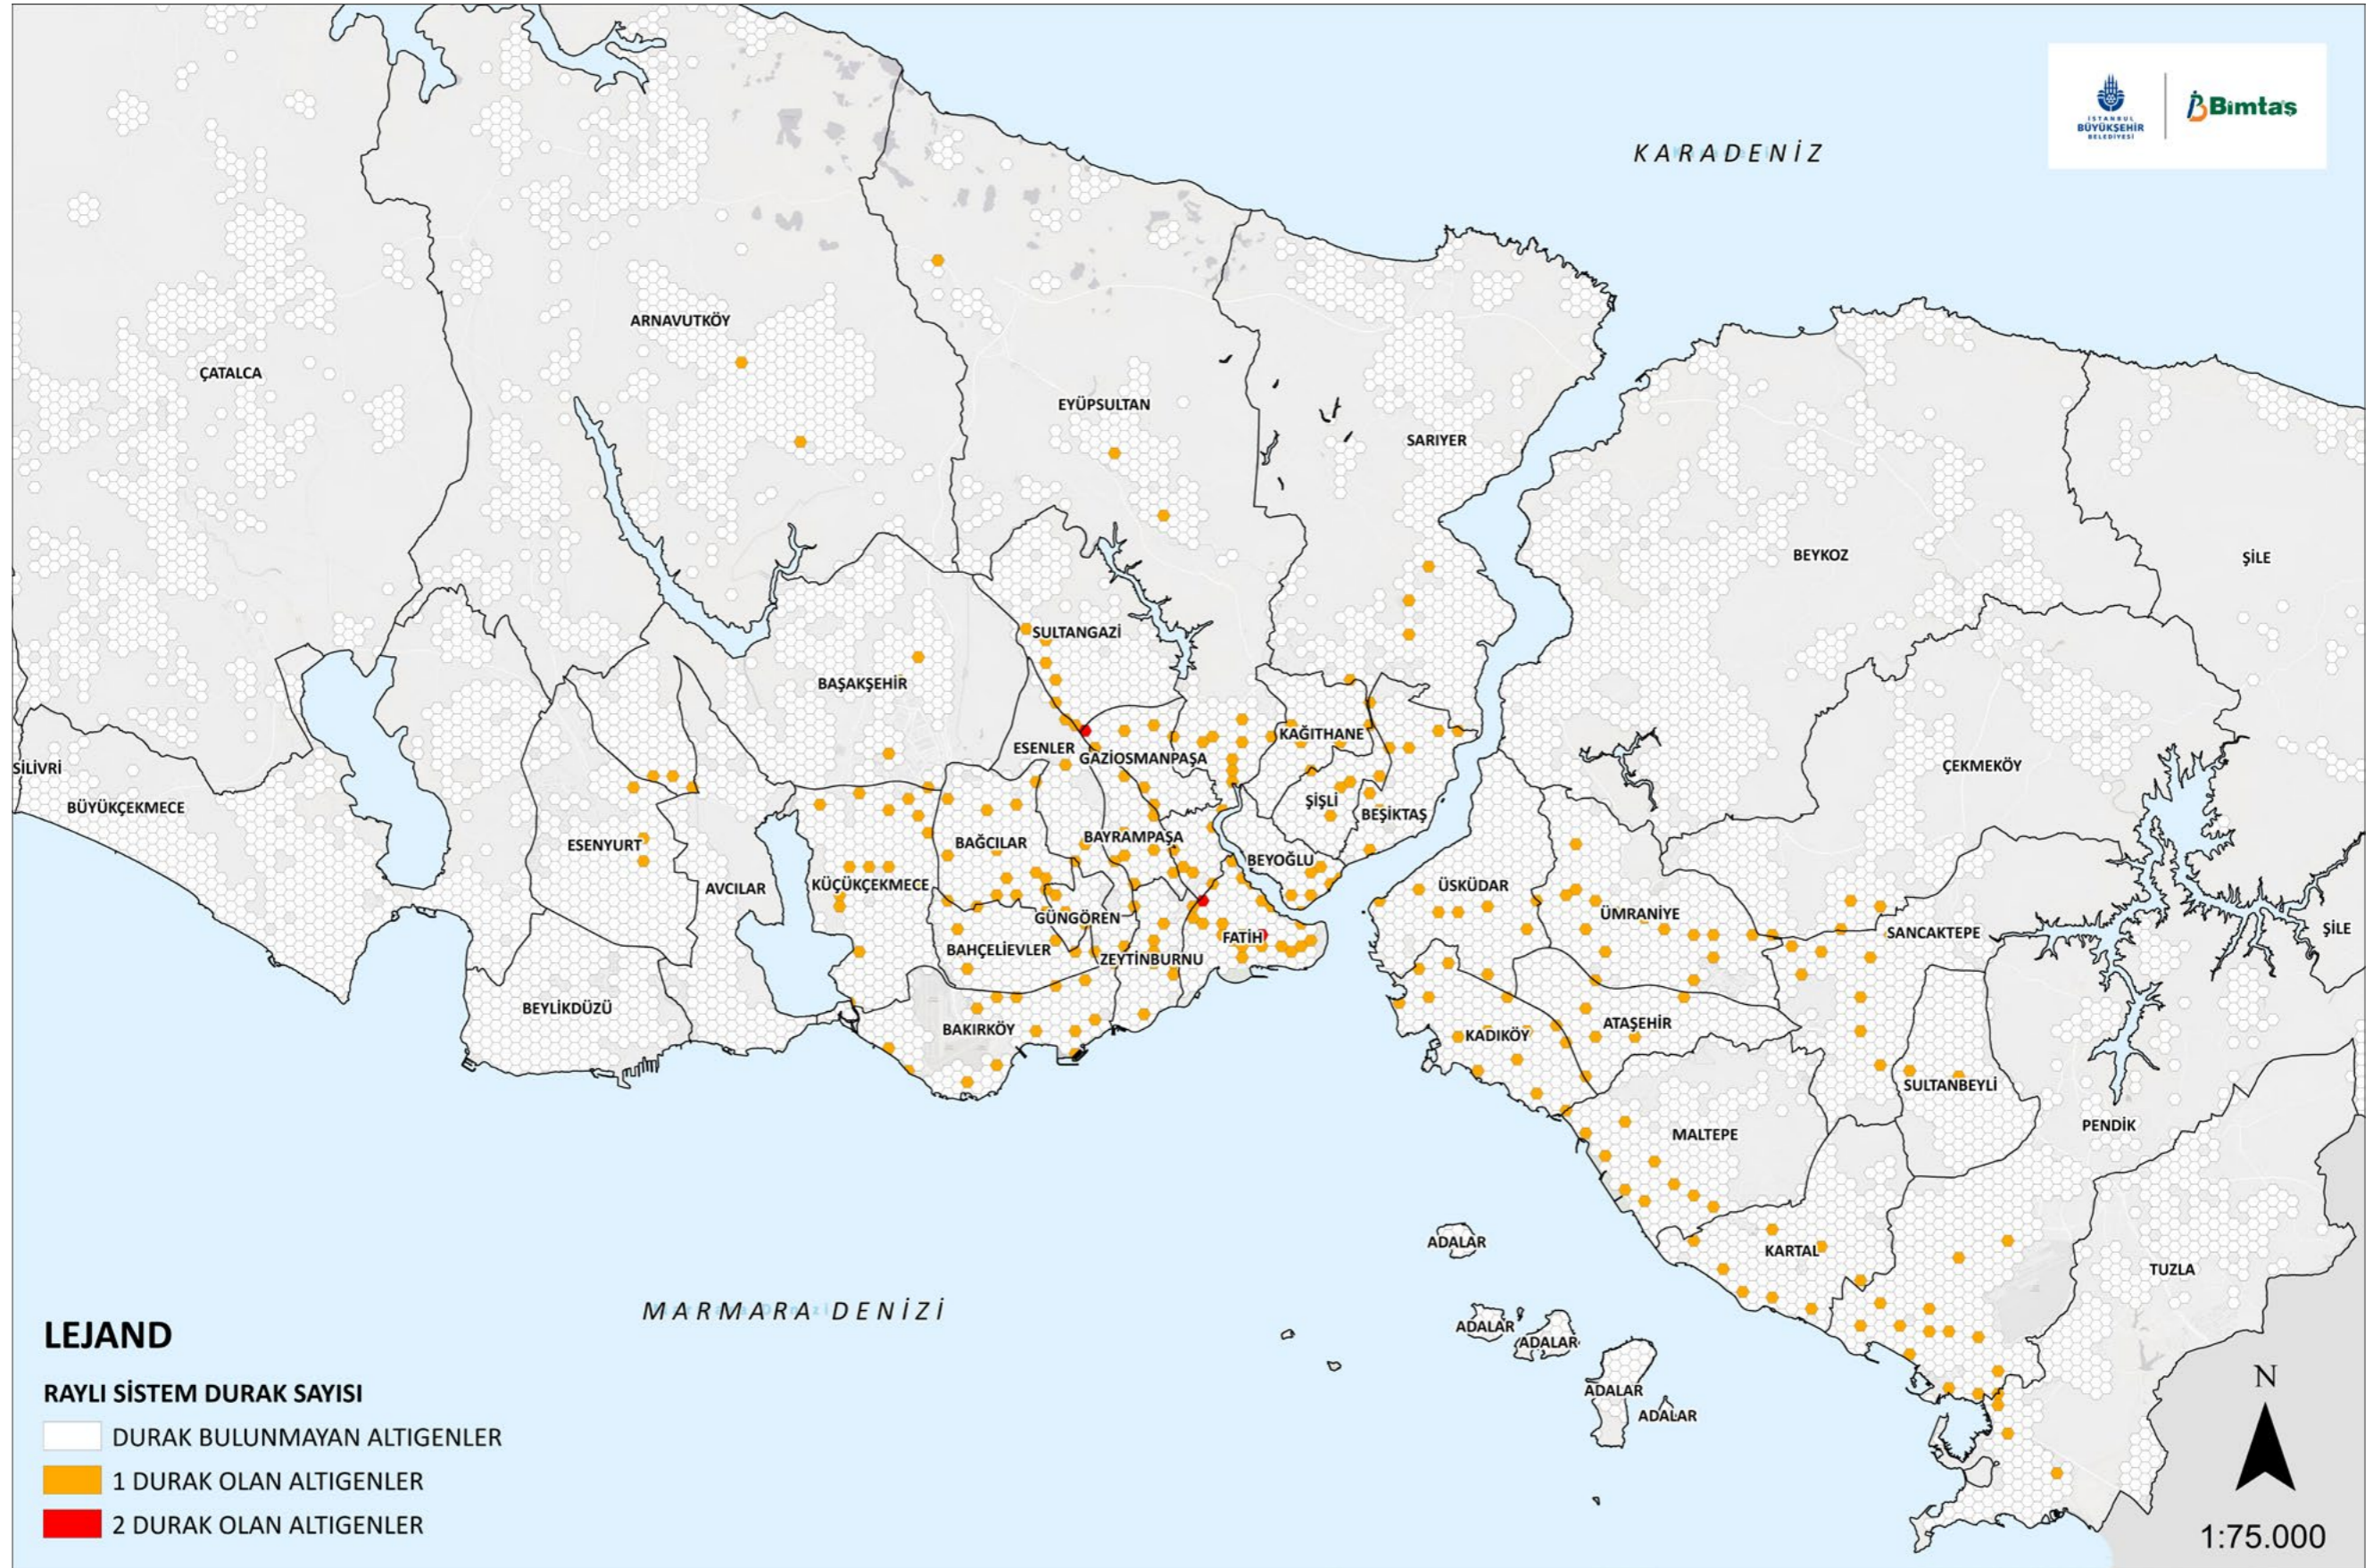 İSTANBUL
BÜYÜKŞEHİR
BELEDİYESİ
Bimtaş
KARADENİZ
ARNAVUTKÖY
ÇATALCA
EYÜPSULTAN
SARIYER
BEYKOZ
ŞİLE
SULTANGAZİ
BAŞAKŞEHİR
KAĞITHANE
ESENLER
GAZİOSMANPAŞA
SİLİVRİ
ÇEKMEKÖY
BÜYÜKÇEKMECE
ŞİŞLİ
BEŞİKTAŞ
ESENYURT
BAĞCILAR
BAYRAMPAŞA
BEYOĞLU
AVCILAR
KÜÇÜKÇEKMECE
ÜSKÜDAR
GÜNGÖREN
ÜMRANİYE
SANCAKTEPE
ŞİLE
FATİH
BAHÇELİEVLER
ZEYTİNBURNU
BEYLİKDÜZÜ
BAKIRKÖY
KADIKÖY
ATAŞEHİR
SULTANBEYLİ
MALTEPE
PENDİK
ADALAR
KARTAL
TUZLA
MARMARA DENİZİ
ADALAR
ADALAR
ADALAR
ADALAR
LEJAND
RAYLI SİSTEM DURAK SAYISI
DURAK BULUNMAYAN ALTIGENLER
1 DURAK OLAN ALTIGENLER
2 DURAK OLAN ALTIGENLER
N
1:75.000